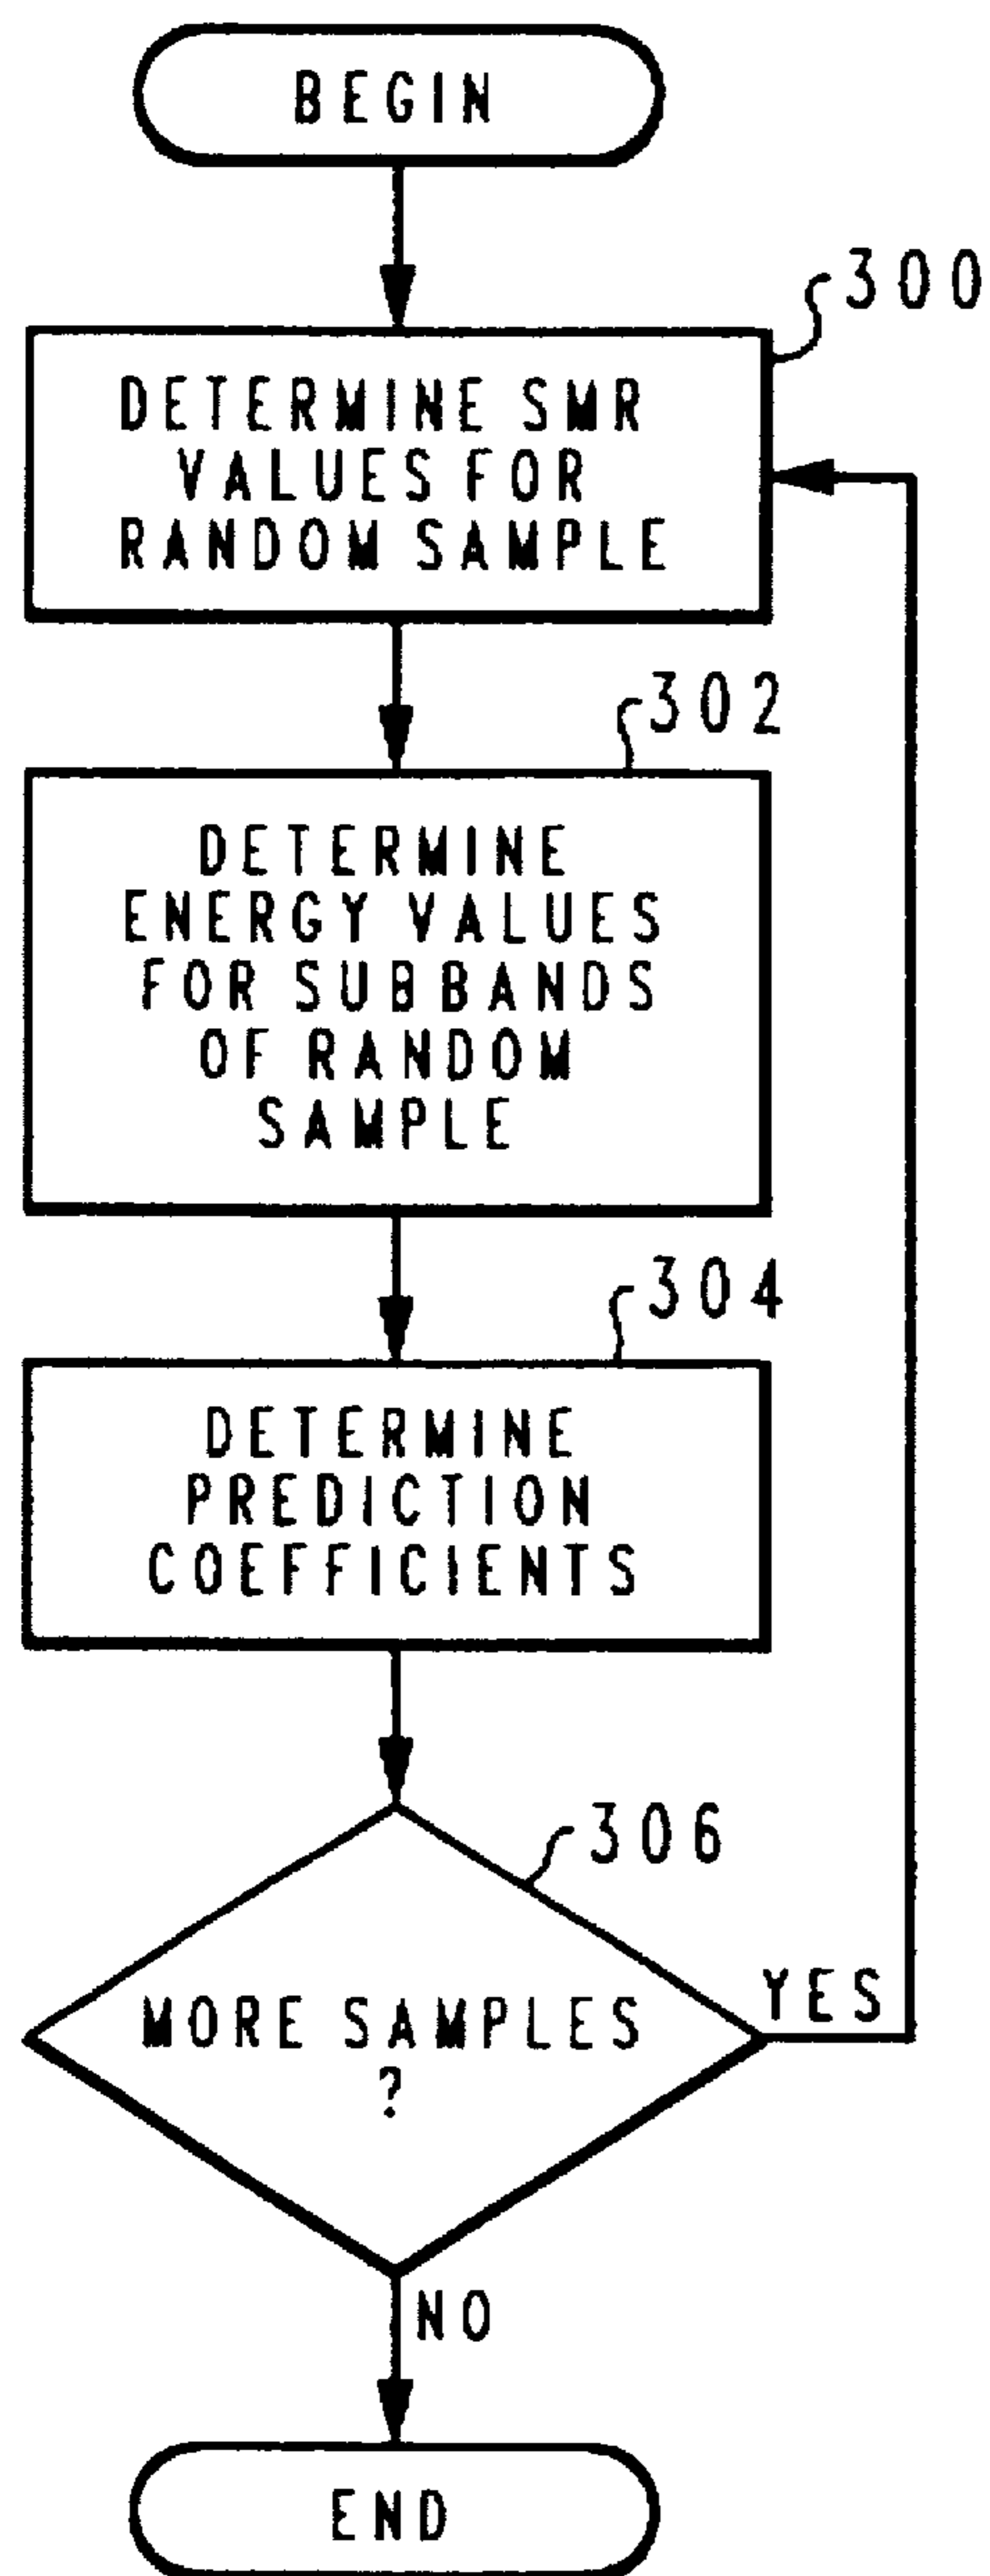 BEGIN
300
DETERMINE SMR
VALUES FOR
RANDOM SAMPLE
302
DETERMINE
ENERGY VALUES
FOR SUBBANDS
OF RANDOM
SAMPLE
304
DETERMINE
PREDICTION
COEFFICIENTS
306
MORE SAMPLES
?
YES
NO
END